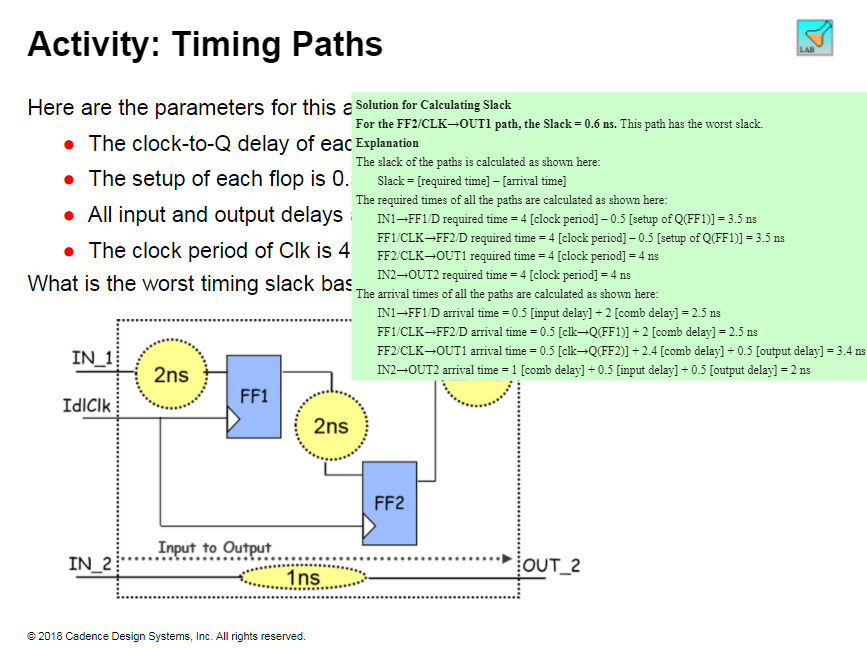 Activity: Timing Paths
LAR
Here are the parameters for this a
● The clock-to-Q delay of eac
● The setup of each flop is 0.
● All input and output delays
● The clock period of Clk is 4
What is the worst timing slack bas
Solution for Calculating Slack
For the FF2/CLK→OUT1 path, the Slack = 0.6 ns. This path has the worst slack.
Explanation
The slack of the paths is calculated as shown here:
Slack = [required time] – [arrival time]
The required times of all the paths are calculated as shown here:
IN1→FF1/D required time = 4 [clock period] – 0.5 [setup of Q(FF1)] = 3.5 ns
FF1/CLK→FF2/D required time = 4 [clock period] – 0.5 [setup of Q(FF1)] = 3.5 ns
FF2/CLK→OUT1 required time = 4 [clock period] = 4 ns
IN2→OUT2 required time = 4 [clock period] = 4 ns
The arrival times of all the paths are calculated as shown here:
IN1→FF1/D arrival time = 0.5 [input delay] + 2 [comb delay] = 2.5 ns
FF1/CLK→FF2/D arrival time = 0.5 [clk→Q(FF1)] + 2 [comb delay] = 2.5 ns
FF2/CLK→OUT1 arrival time = 0.5 [clk→Q(FF2)] + 2.4 [comb delay] + 0.5 [output delay] = 3.4 ns
IN2→OUT2 arrival time = 1 [comb delay] + 0.5 [input delay] + 0.5 [output delay] = 2 ns
IN_1
2ns
FF1
IdlClk
2ns
FF2
Input to Output
IN_2
OUT_2
1ns
© 2018 Cadence Design Systems, Inc. All rights reserved.